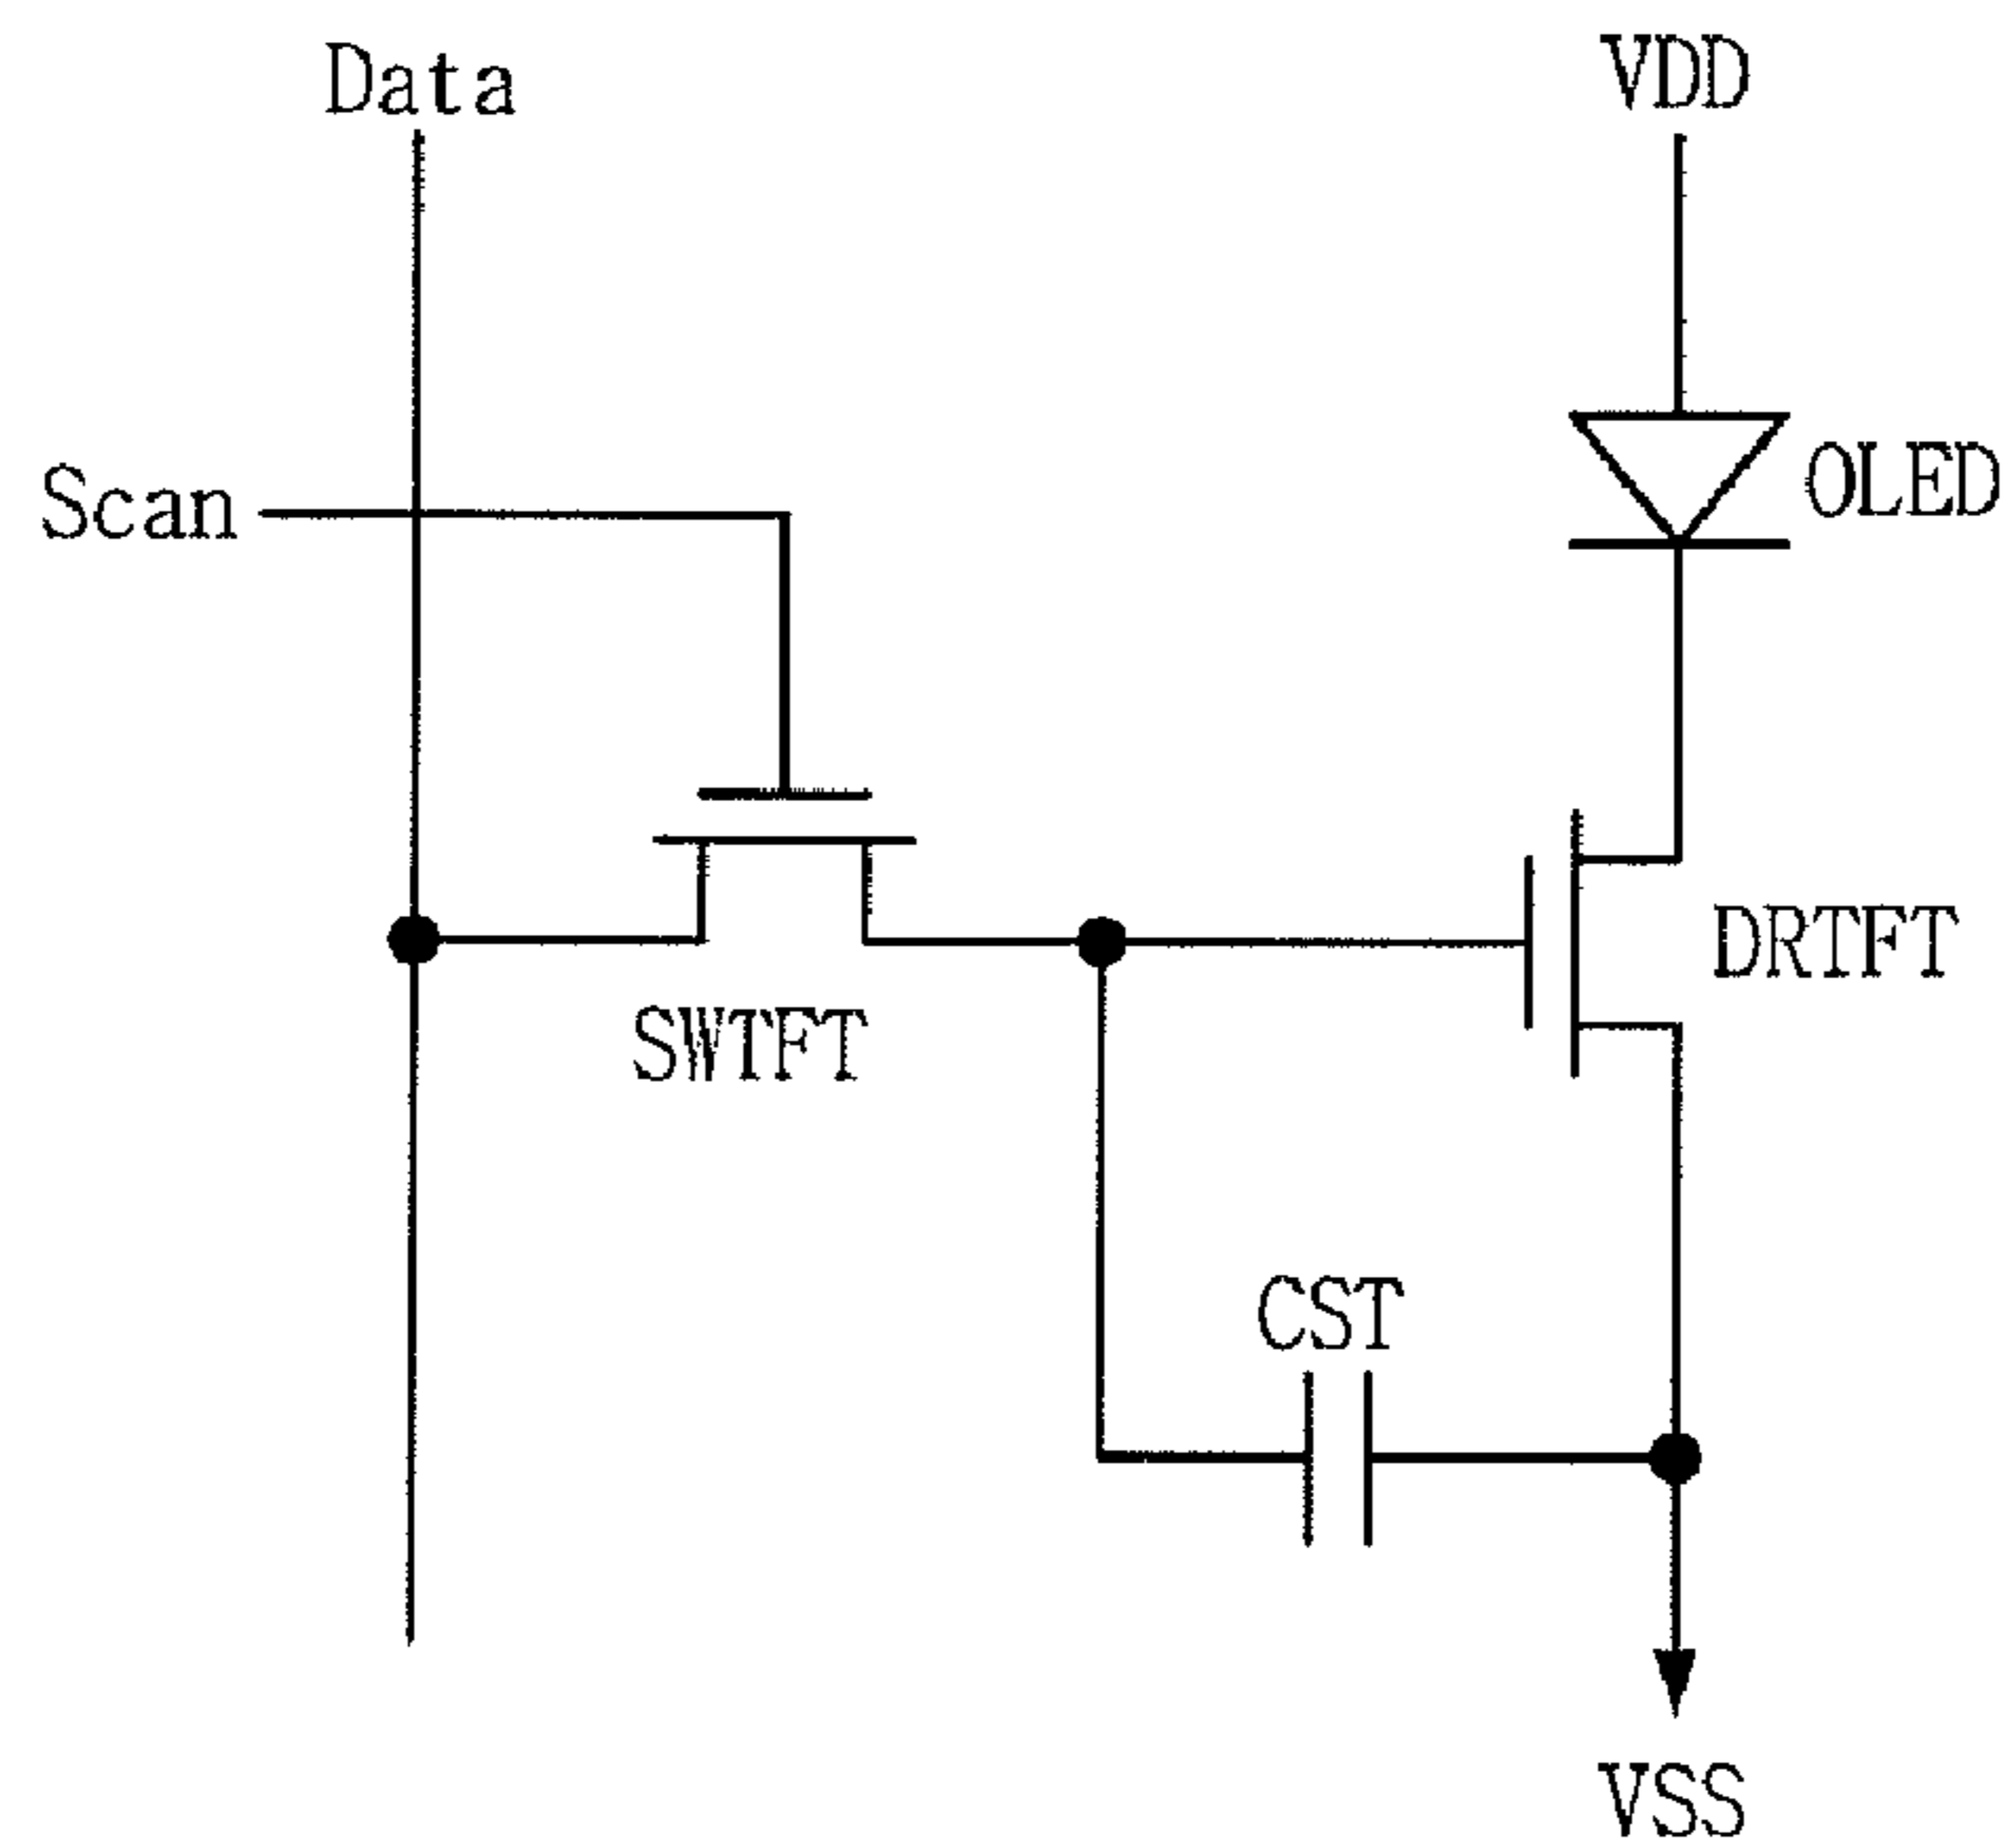 Data
VDD
Scan
OLED
DRTFT
SWTFT
CST
VSS